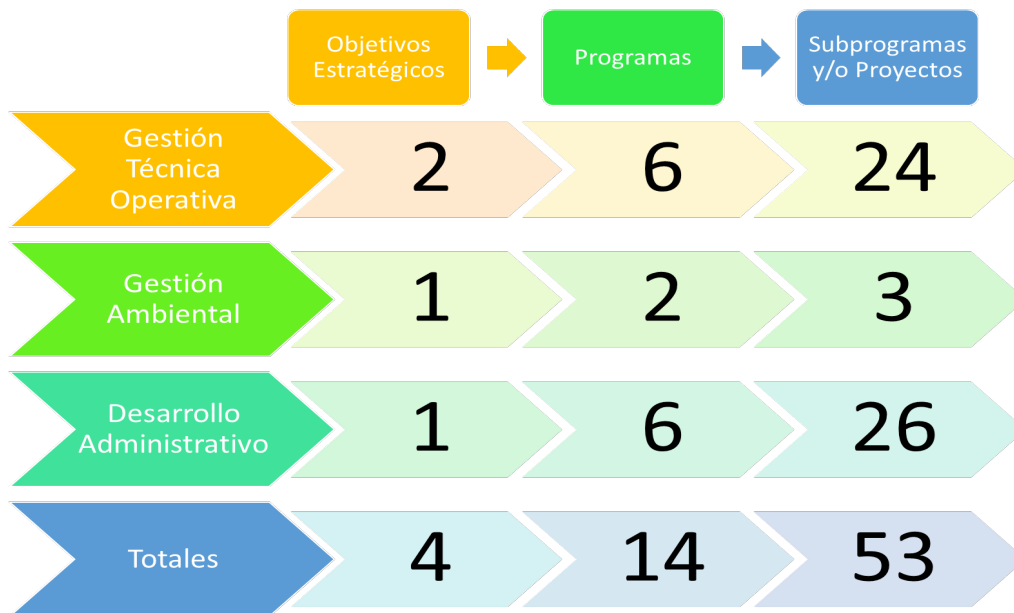 Objetivos
Estratégicos
Programas
Subprogramas
y/o Proyectos
Gestión
Técnica
Operativa
2
6
24
Gestión
Ambiental
1
2
3
Desarrollo
Administrativo
1
6
26
Totales
4
14
53